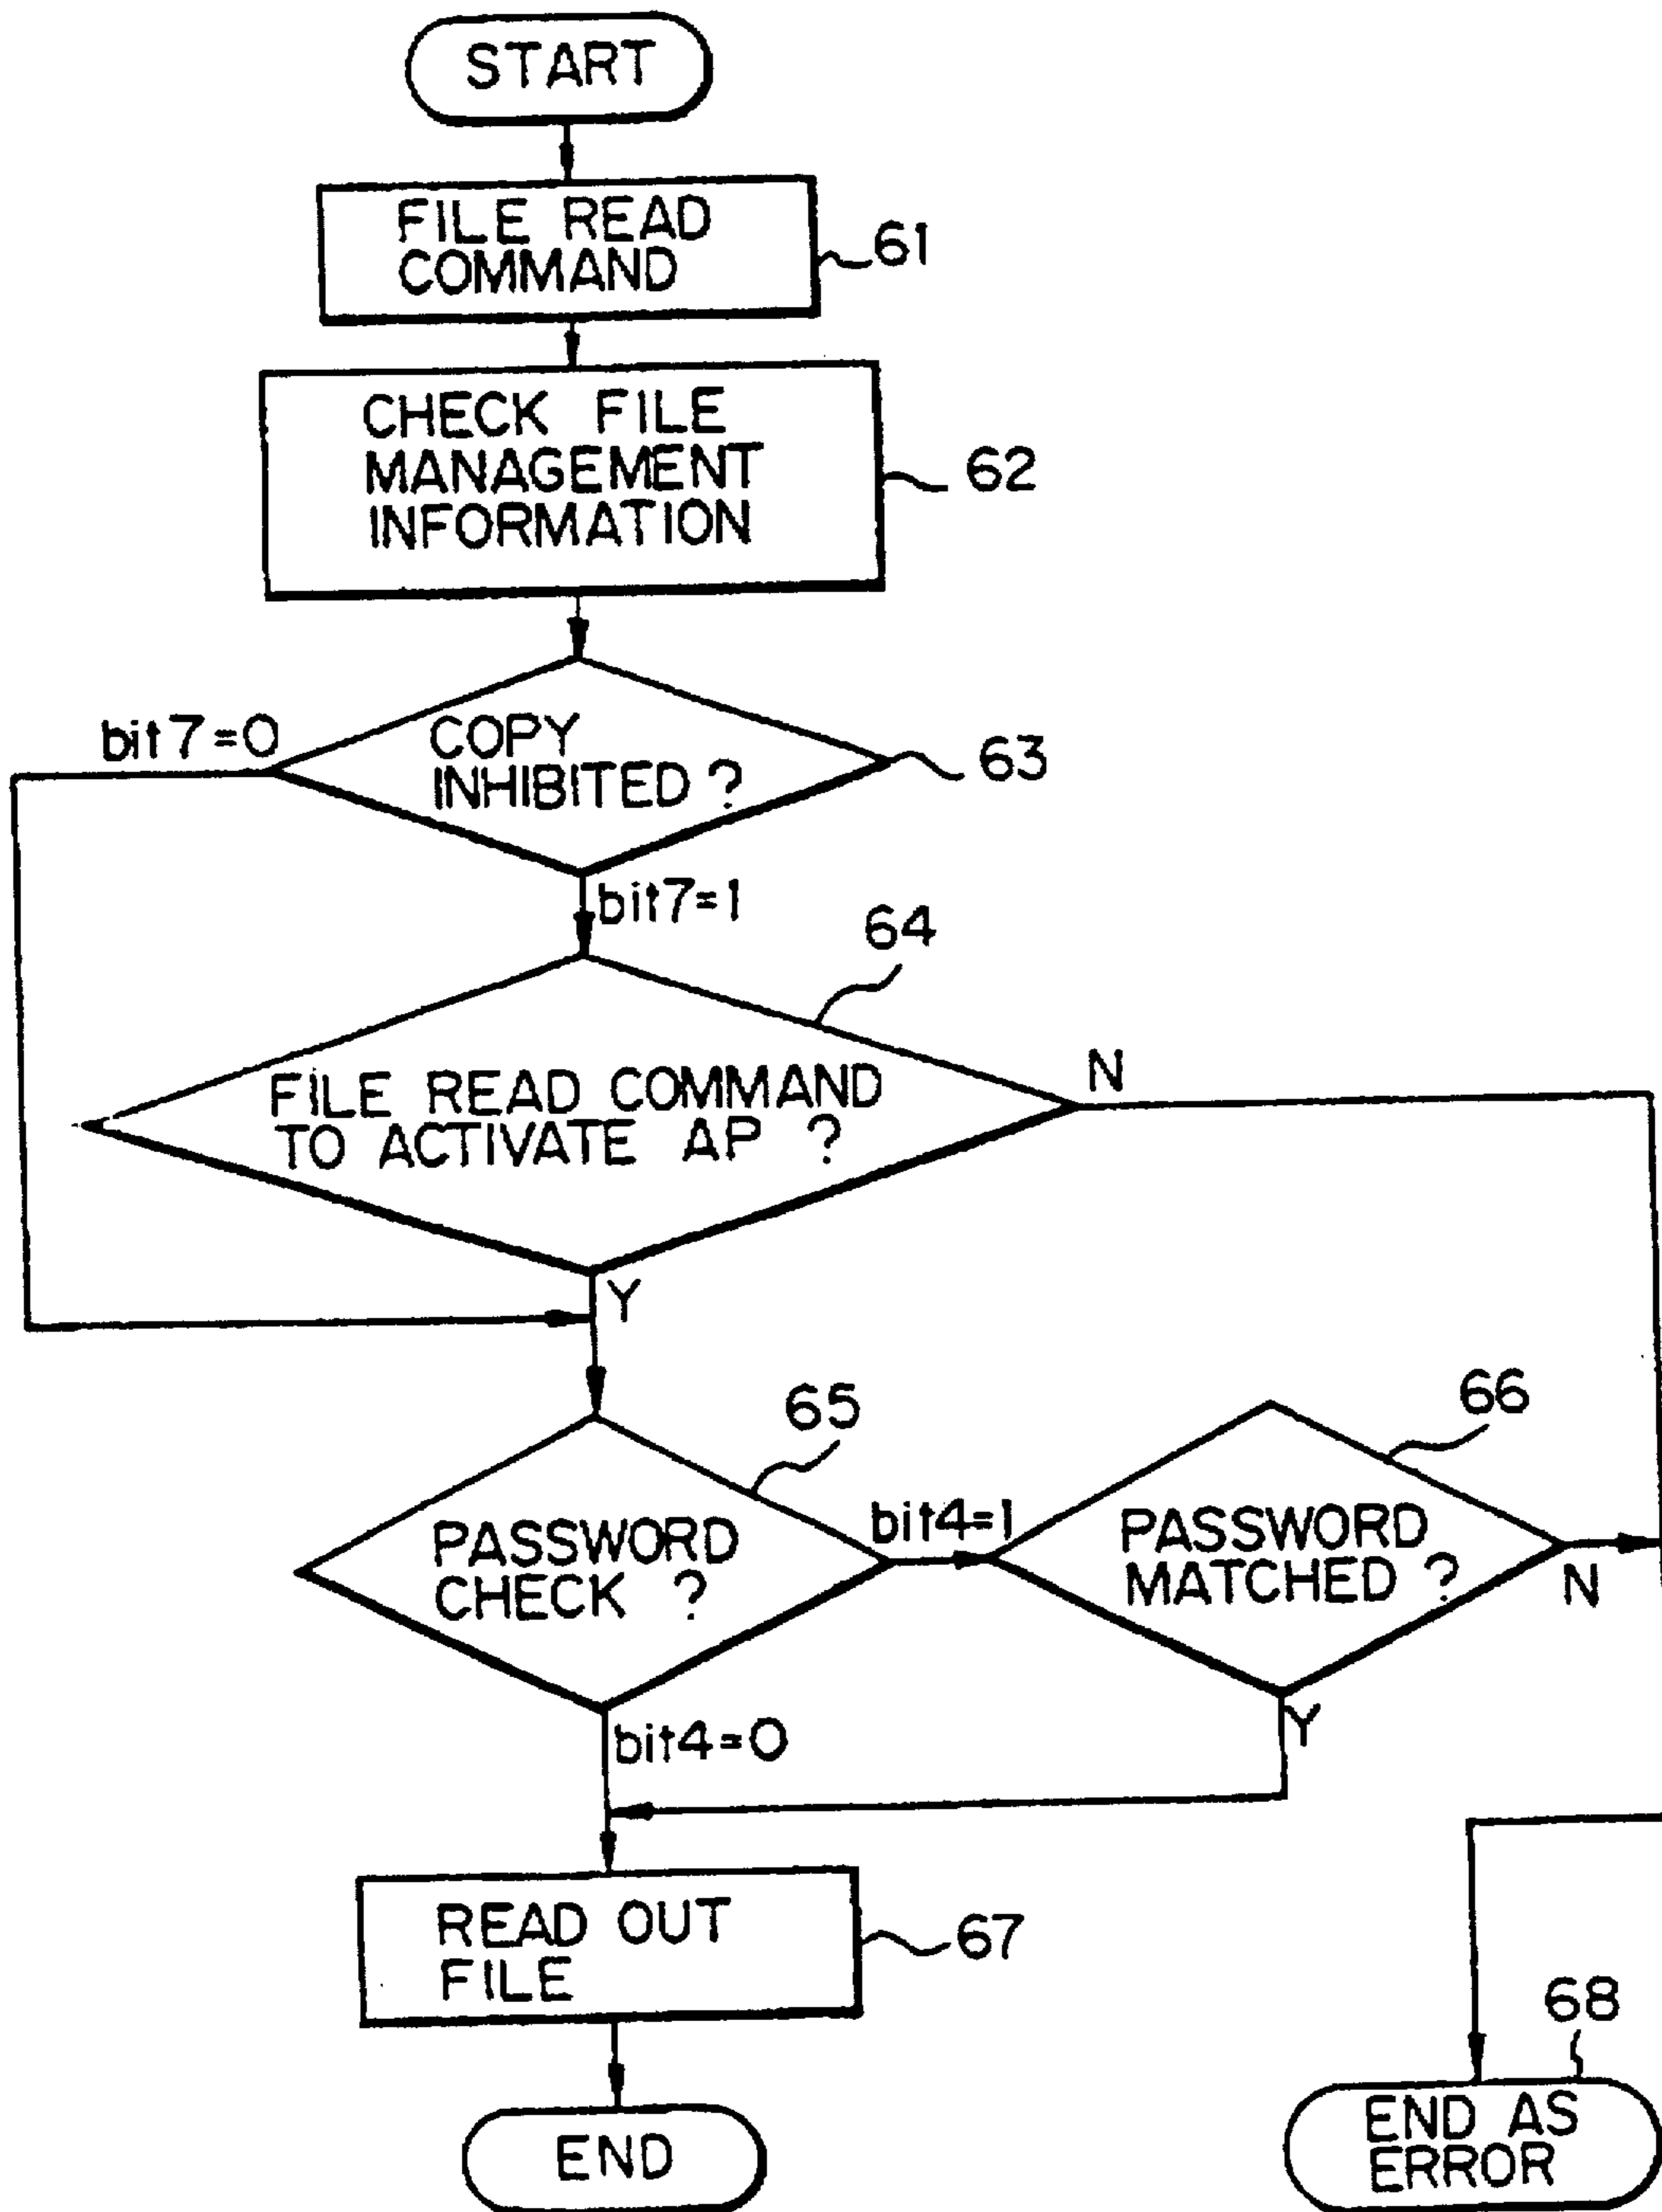 START
FILE READ
COMMAND
61
CHECK FILE
MANAGEMENT
INFORMATION
62
bit7=0
COPY
INHIBITED ?
63
bit7=1
64
FILE READ COMMAND
TO ACTIVATE AP ?
N
Y
65
66
PASSWORD
CHECK ?
bit4=1
PASSWORD
MATCHED ?
N
bit4=0
Y
READ OUT
FILE
67
68
END
END AS
ERROR